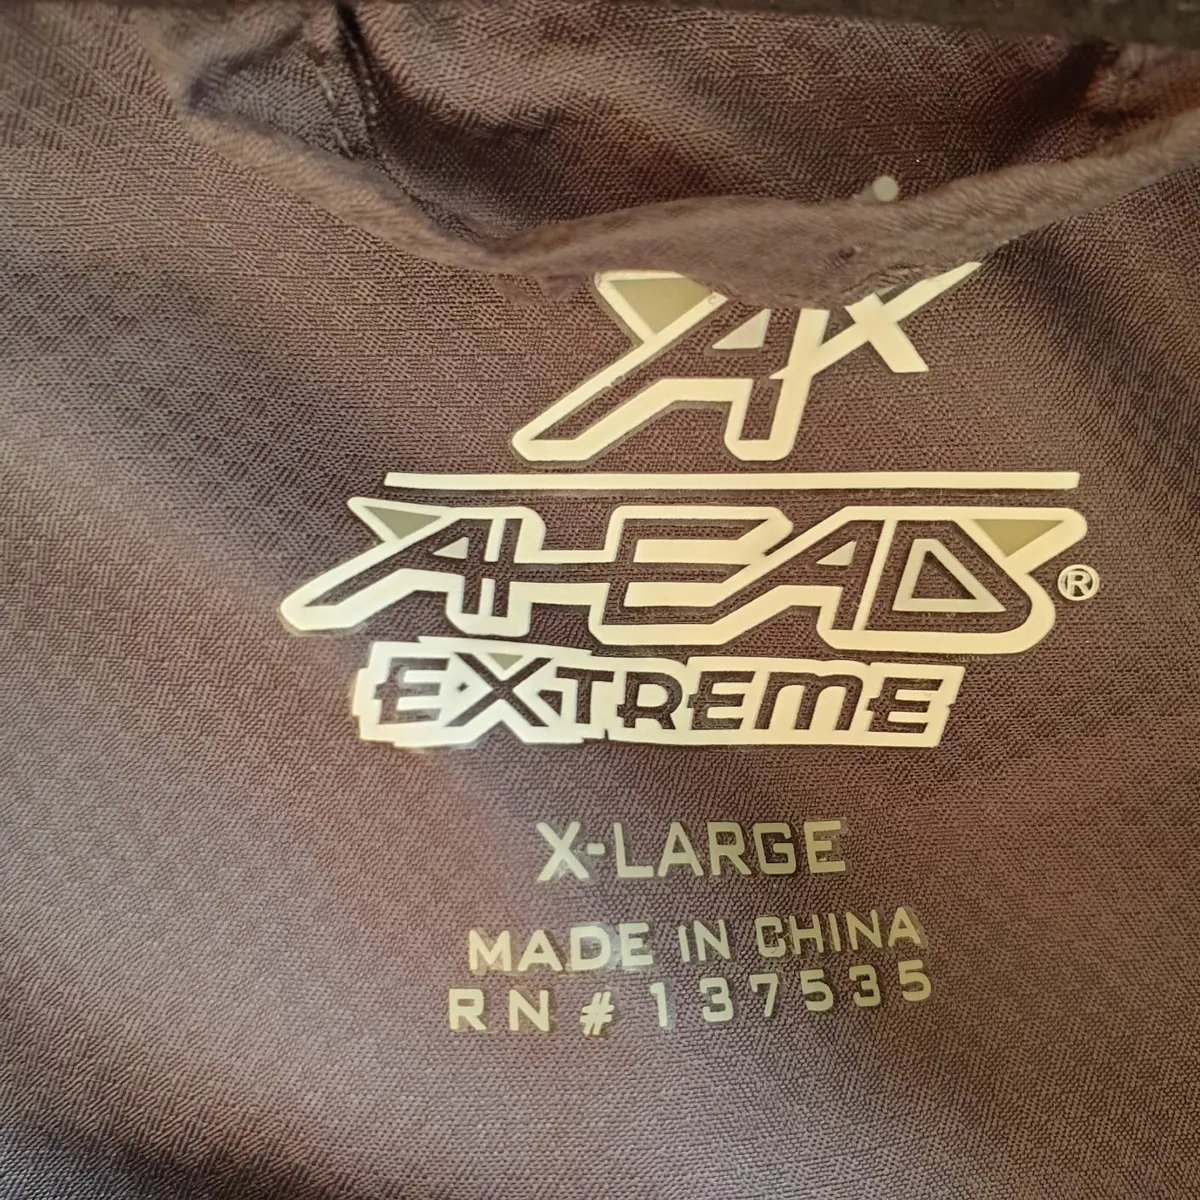 AX
AHEAD®
EXTREME
X-LARGE
MADE IN CHINA
RN # 137535